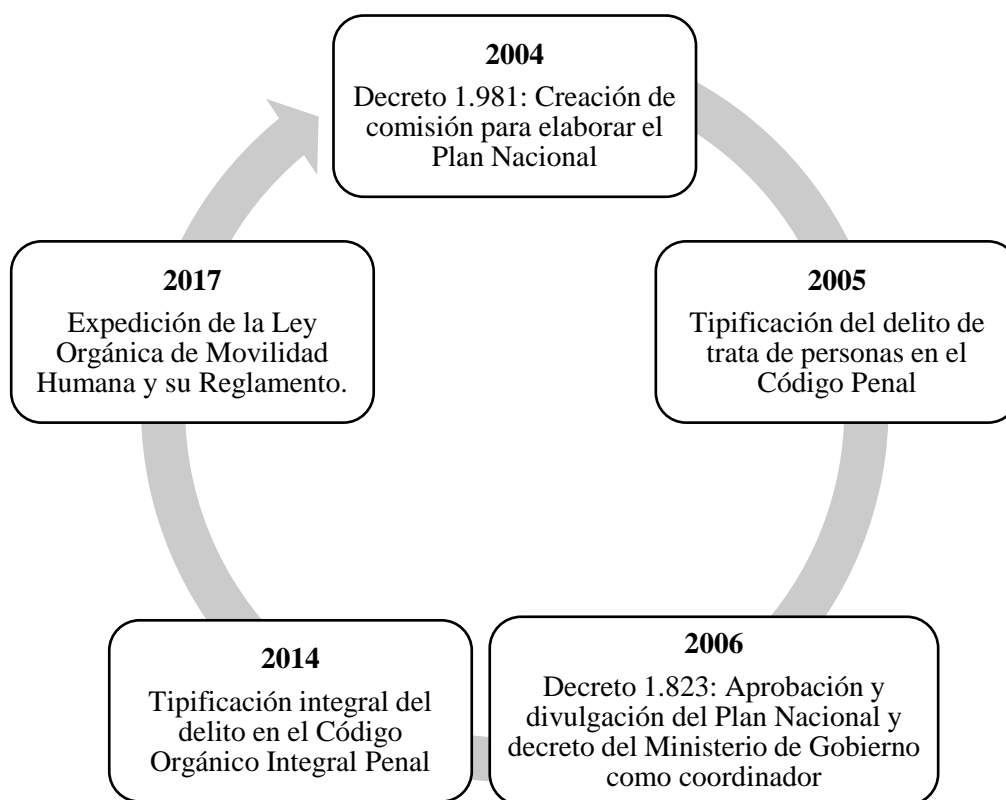 2004
Decreto 1.981: Creación de
comisión para elaborar el
Plan Nacional
2005
Tipificación del delito de
trata de personas en el
Código Penal
2006
Decreto 1.823: Aprobación y
divulgación del Plan Nacional y
decreto del Ministerio de Gobierno
como coordinador
2014
Tipificación integral del
delito en el Código
Orgánico Integral Penal
2017
Expedición de la Ley
Orgánica de Movilidad
Humana y su Reglamento.